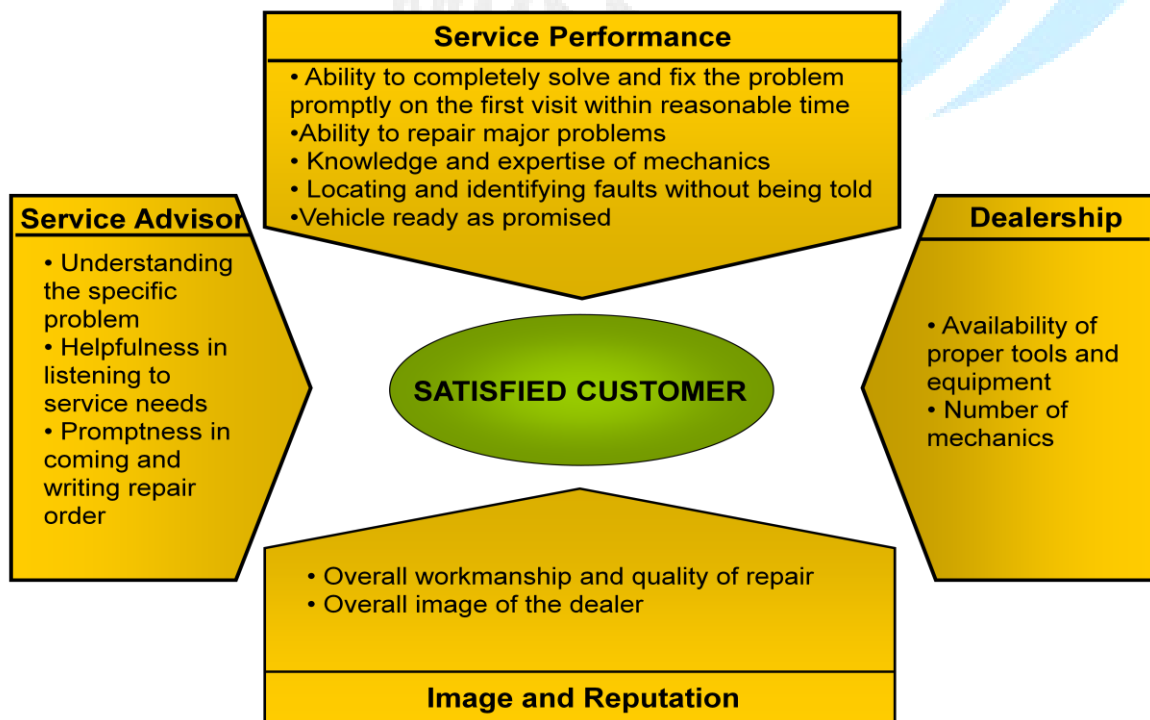 Service Performance
• Ability to completely solve and fix the problem
promptly on the first visit within reasonable time
•Ability to repair major problems
• Knowledge and expertise of mechanics
• Locating and identifying faults without being told
•Vehicle ready as promised
Service Advisor
• Understanding
the specific
problem
• Helpfulness in
listening to
service needs
• Promptness in
coming and
writing repair
order
SATISFIED CUSTOMER
Dealership
• Availability of
proper tools and
equipment
• Number of
mechanics
• Overall workmanship and quality of repair
• Overall image of the dealer
Image and Reputation